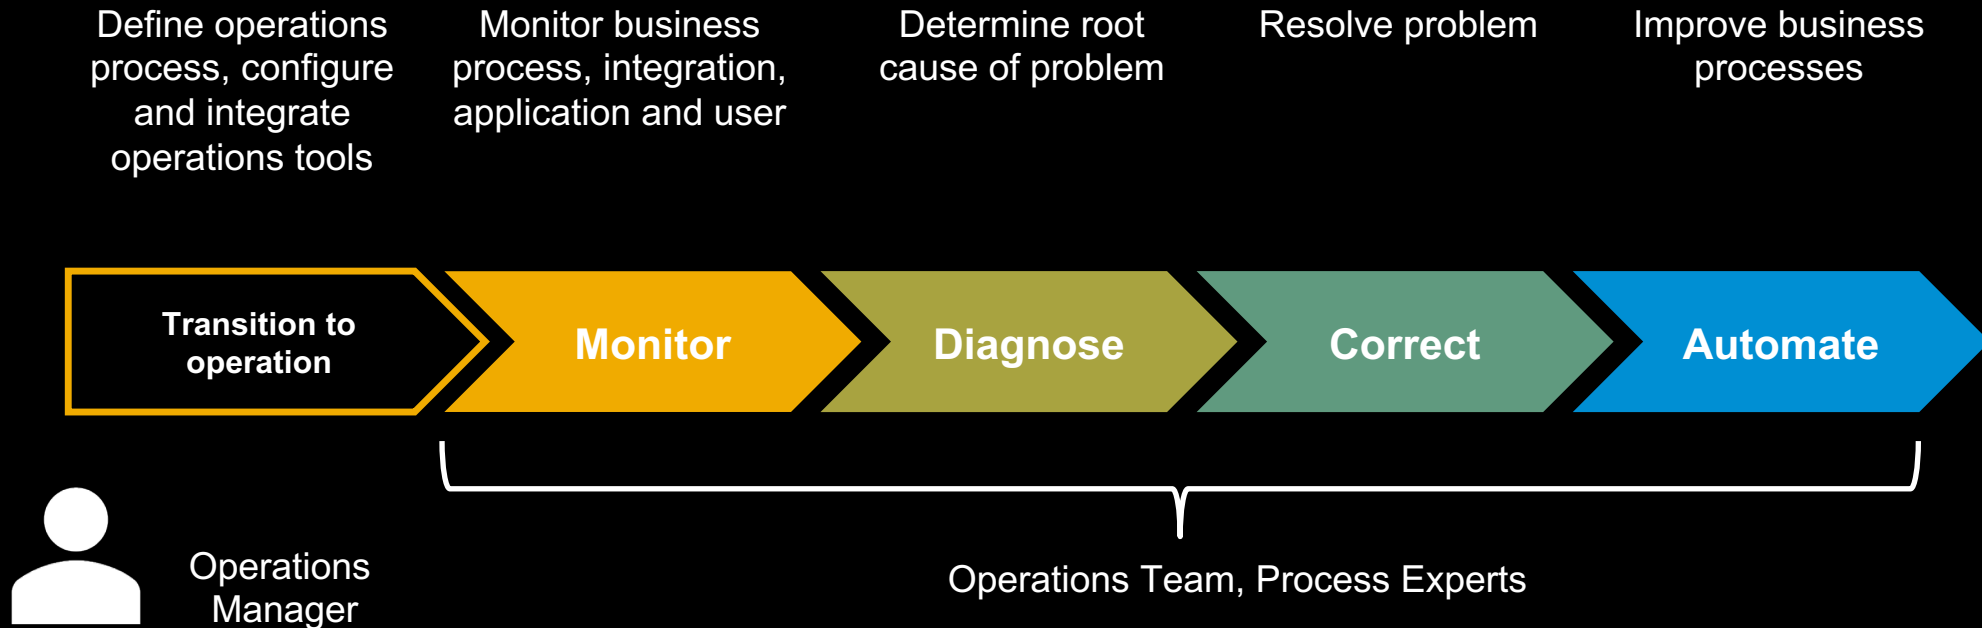 Define operations
process, configure
and integrate
operations tools
Monitor business
process, integration,
application and user
Determine root
cause of problem
Resolve problem
Improve business
processes
Transition to
operation
Monitor
Diagnose
Correct
Automate
Operations
Manager
Operations Team, Process Experts